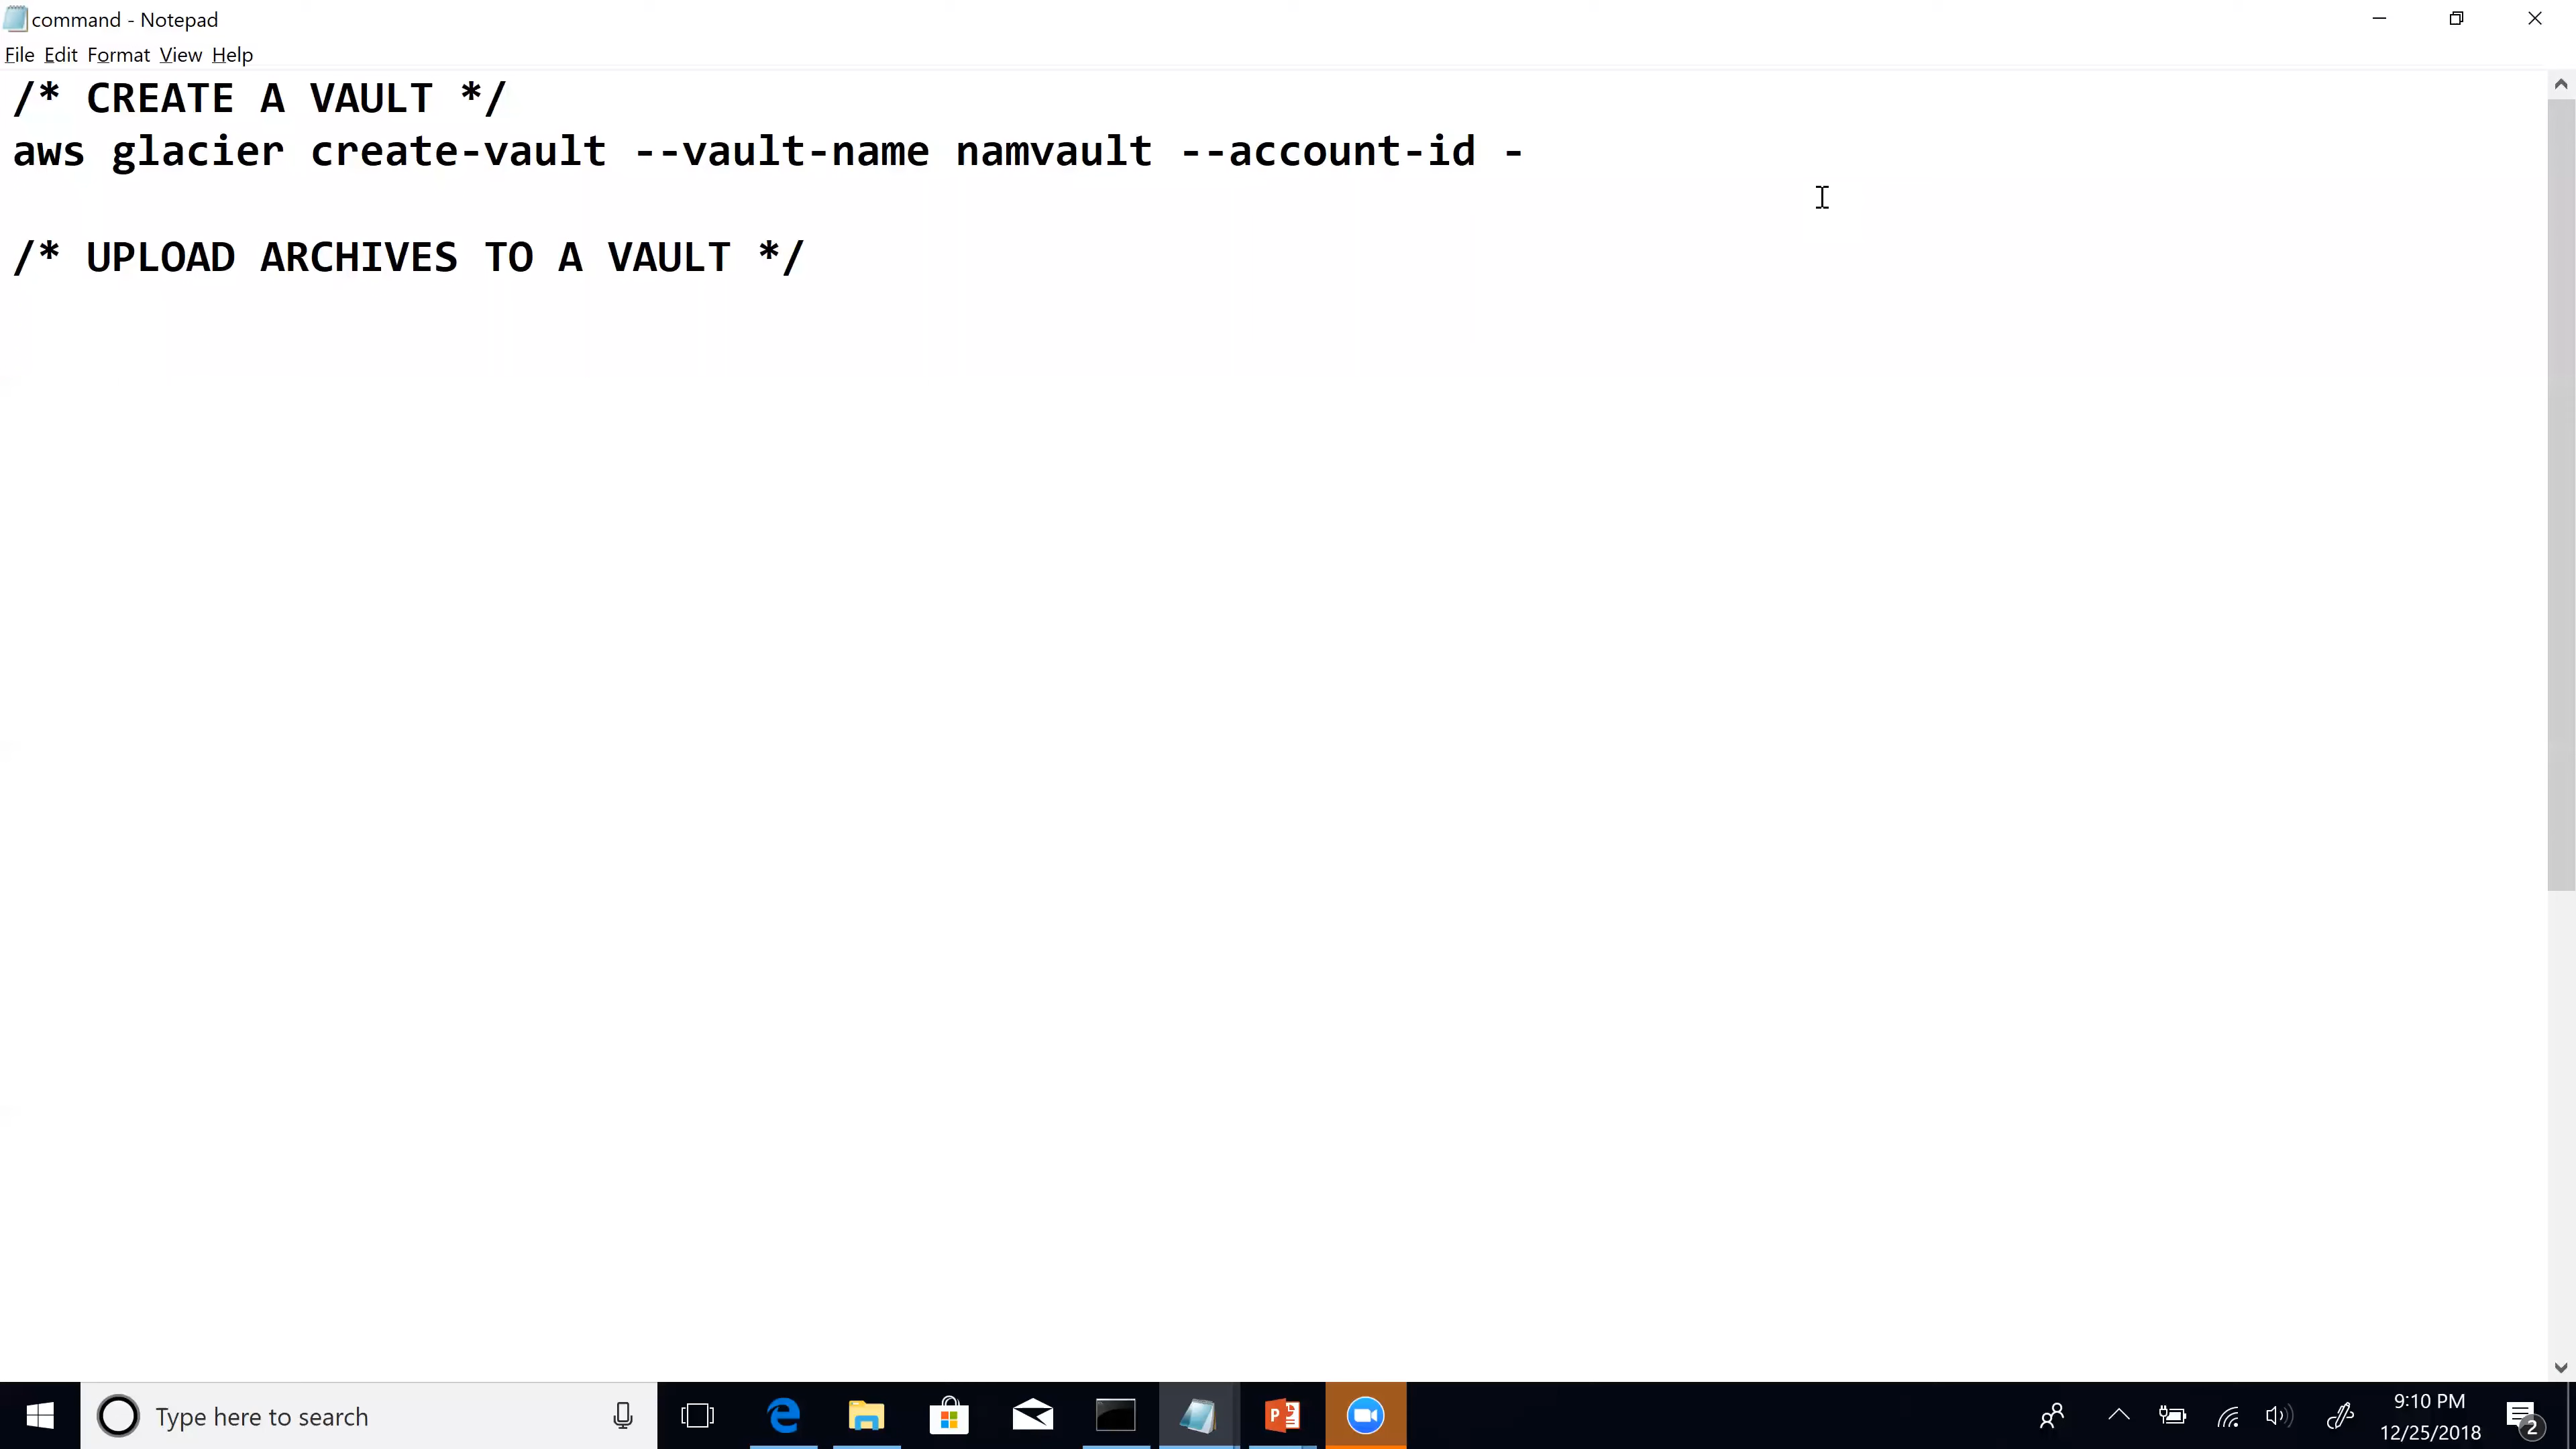 command - Notepad
File Edit Format View Help
/* CREATE A VAULT */
aws glacier create-vault --vault-name namvault --account-id -
/* UPLOAD ARCHIVES TO A VAULT */
Type here to search
9:10 PM
12/25/2018
2